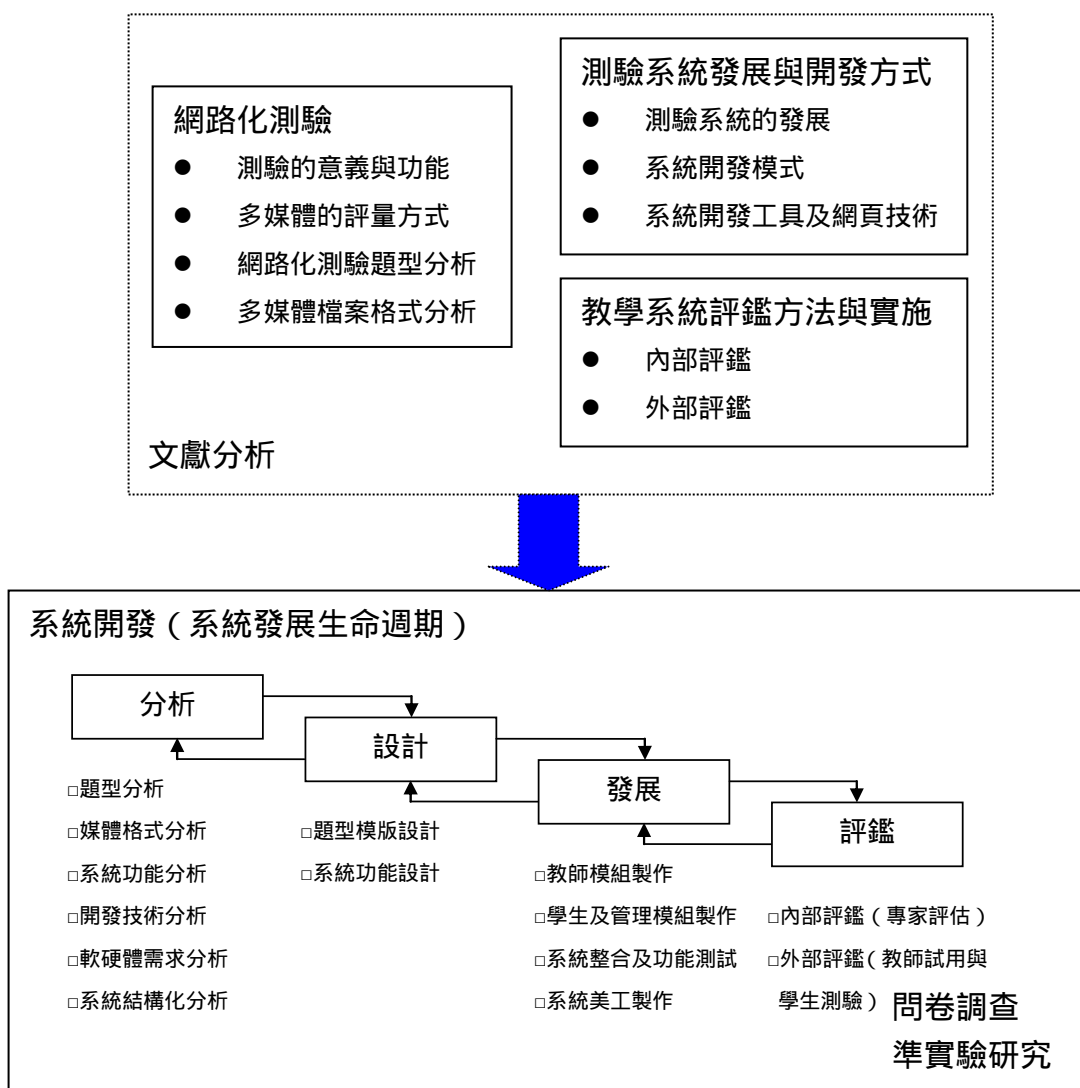 網路化測驗
● 測驗的意義與功能
● 多媒體的評量方式
● 網路化測驗題型分析
● 多媒體檔案格式分析
測驗系統發展與開發方式
● 測驗系統的發展
● 系統開發模式
● 系統開發工具及網頁技術
教學系統評鑑方法與實施
● 內部評鑑
● 外部評鑑
文獻分析
系統開發（系統發展生命週期）
分析
□題型分析
□媒體格式分析
□系統功能分析
□開發技術分析
□軟硬體需求分析
□系統結構化分析
設計
□題型模版設計
□系統功能設計
發展
□教師模組製作
□學生及管理模組製作
□系統整合及功能測試
□系統美工製作
評鑑
□內部評鑑（專家評估）
□外部評鑑（教師試用與
學生測驗）
問卷調查
準實驗研究